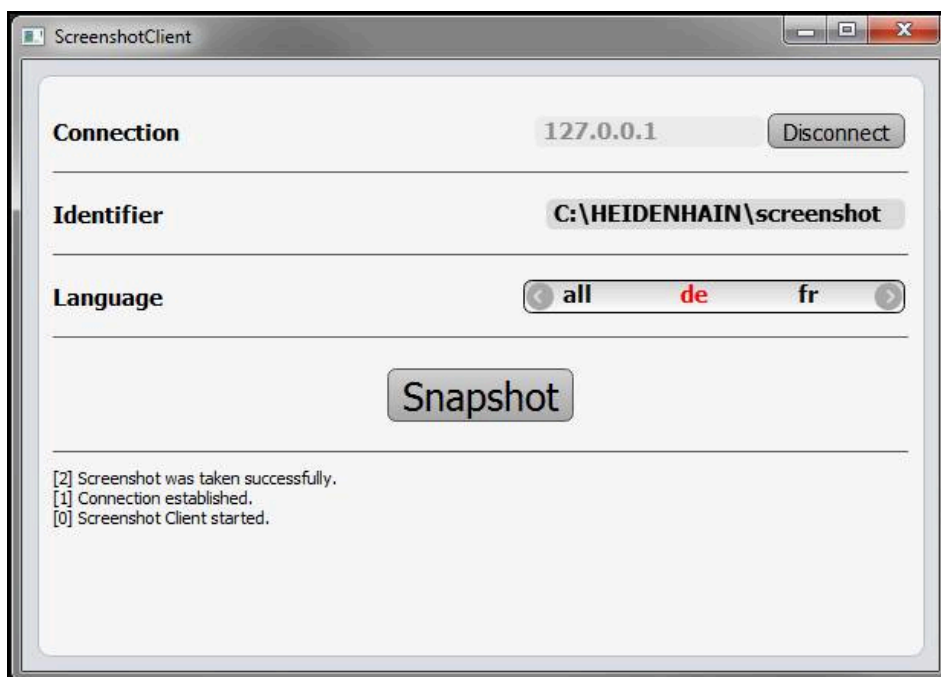 ScreenshotClient
Connection 127.0.0.1 Disconnect
Identifier C:\HEIDENHAIN\screenshot
Language all de fr
Snapshot
[2] Screenshot was taken successfully.
[1] Connection established.
[0] Screenshot Client started.